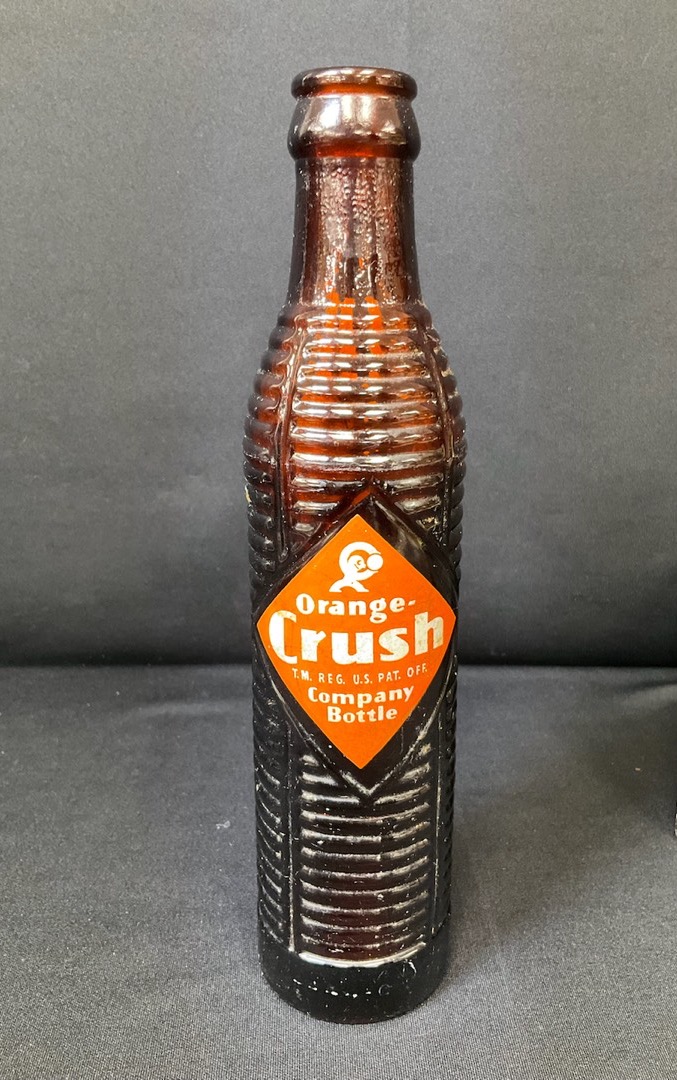 Orange-
Crush
T.M. REG. U.S. PAT. OFF.
Company
Bottle